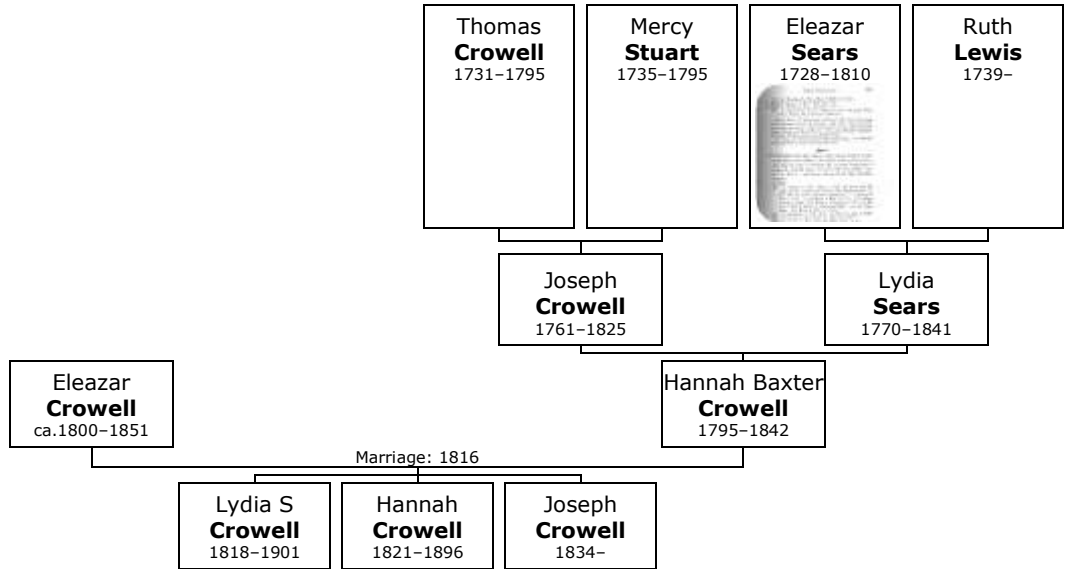 Thomas
Crowell
1731–1795
Mercy
Stuart
1735–1795
Eleazar
Sears
1728–1810
Ruth
Lewis
1739–
Joseph
Crowell
1761–1825
Lydia
Sears
1770–1841
Eleazar
Crowell
ca.1800–1851
Hannah Baxter
Crowell
1795–1842
Marriage: 1816
Lydia S
Crowell
1818–1901
Hannah
Crowell
1821–1896
Joseph
Crowell
1834–